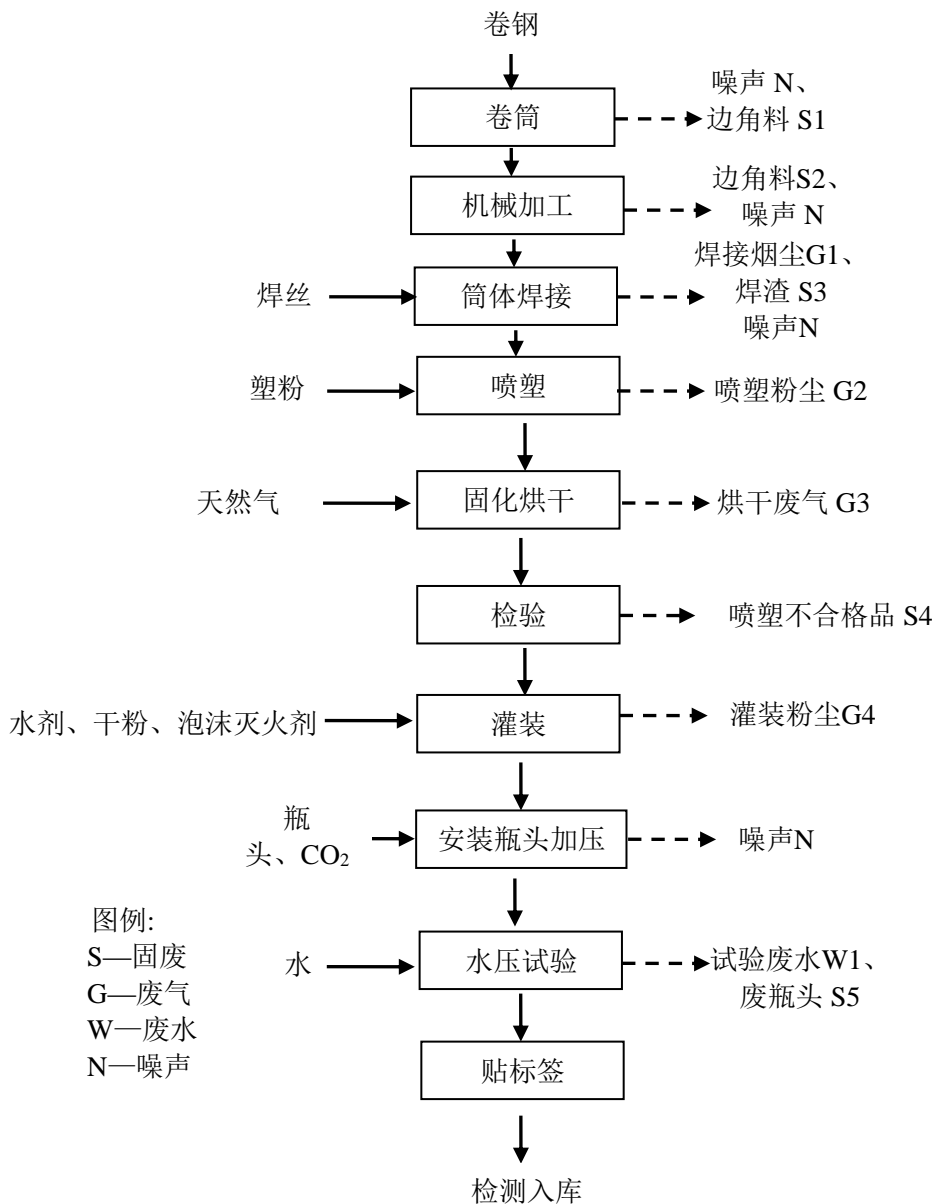 卷钢
卷筒
噪声 N、
边角料 S1
机械加工
边角料S2、
噪声 N
焊丝
筒体焊接
焊接烟尘G1、
焊渣 S3
噪声N
塑粉
喷塑
喷塑粉尘 G2
天然气
固化烘干
烘干废气 G3
检验
喷塑不合格品 S4
水剂、干粉、泡沫灭火剂
灌装
灌装粉尘G4
瓶
头、CO₂
安装瓶头加压
噪声N
水
水压试验
试验废水W1、
废瓶头 S5
图例:
S—固废
G—废气
W—废水
N—噪声
贴标签
检测入库